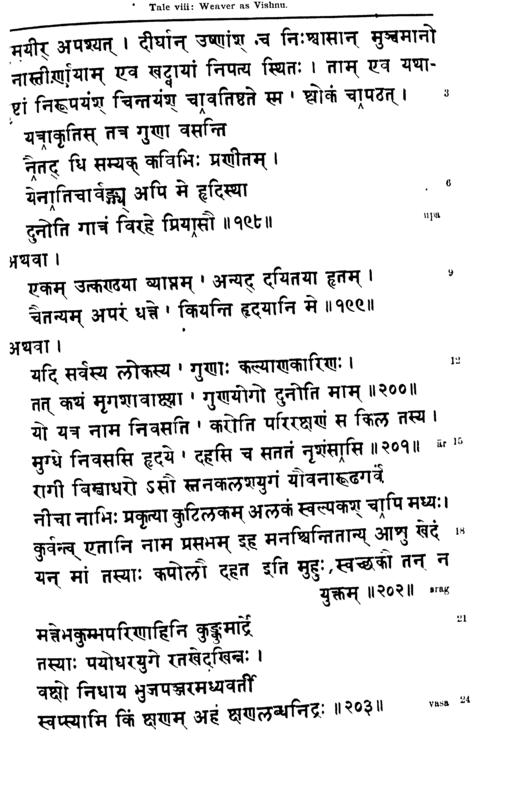 Tale viii: Weaver as Vishnu.
मयीर् अपश्यत् । दीर्घान् उष्णांश् च निःश्वासान् मुञ्चमानो
नास्तीर्णायाम् एव खट्वायां निपत्य स्थितः । ताम् एव यथा-
ष्टां निरूपयंश् चिन्तयंश् चावतिष्ठते स्म ' श्लोकं चापठत् । 3
यत्राकृतिस् तत्र गुणा वसन्ति
नैतद् धि सम्यक् कविभिः प्रणीतम् ।
येनातिचार्वङ्ग्य् अपि मे हृदिस्था 6
दुनोति गात्रं विरहे प्रियासौ ॥१९८॥ upa
अथवा ।
एकम् उत्कण्ठया व्याप्तम् ' अन्यद् दयितया हृतम् । 9
चैतन्यम् अपरं धत्ते ' कियन्ति हृदयानि मे ॥१९९॥
अथवा ।
यदि सर्वस्य लोकस्य ' गुणाः कल्याणकारिणः । 12
तत् कथं मृगशावाक्ष्या ' गुणयोगो दुनोति माम् ॥२००॥
यो यत्र नाम निवसति ' करोति परिरक्षणं स किल तस्य ।
मुग्धे निवससि हृदये ' दहसि च सततं नृशंसासि ॥२०१॥ ār 15
रागी बिम्बाधरो ऽसौ स्तनकलशयुगं यौवनारूढगर्वं
नीचा नाभिः प्रकृत्या कुटिलकम् अलकं स्वल्पकश् चापि मध्यः ।
कुर्वन्त्व् एतानि नाम प्रसभम् इह मनश्चिन्तितान्य् आशु खेदं 18
यन् मां तस्याः कपोलौ दहत इति मुहुः, स्वच्छकौ तन् न
युक्तम् ॥२०२॥ srag
21
मत्तेभकुम्भपरिणाहिनि कुङ्कुमार्द्रे
तस्याः पयोधरयुगे रतखेदखिन्नः ।
वक्षो निधाय भुजपञ्जरमध्यवर्ती
स्वप्स्यामि किं क्षणम् अहं क्षणलब्धनिद्रः ॥२०३॥ vasa 24